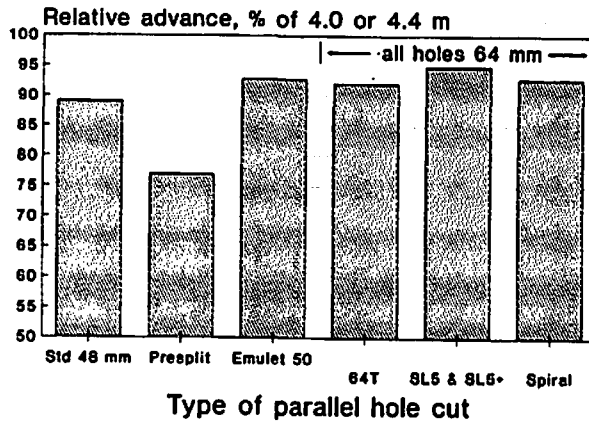 Relative advance, % of 4.0 or 4.4 m
100
95
90
85
80
75
70
65
60
55
50
all holes 64 mm
Std 48 mm Presplit Emulet 50
64T SL5 & SL5+ Spiral
Type of parallel hole cut